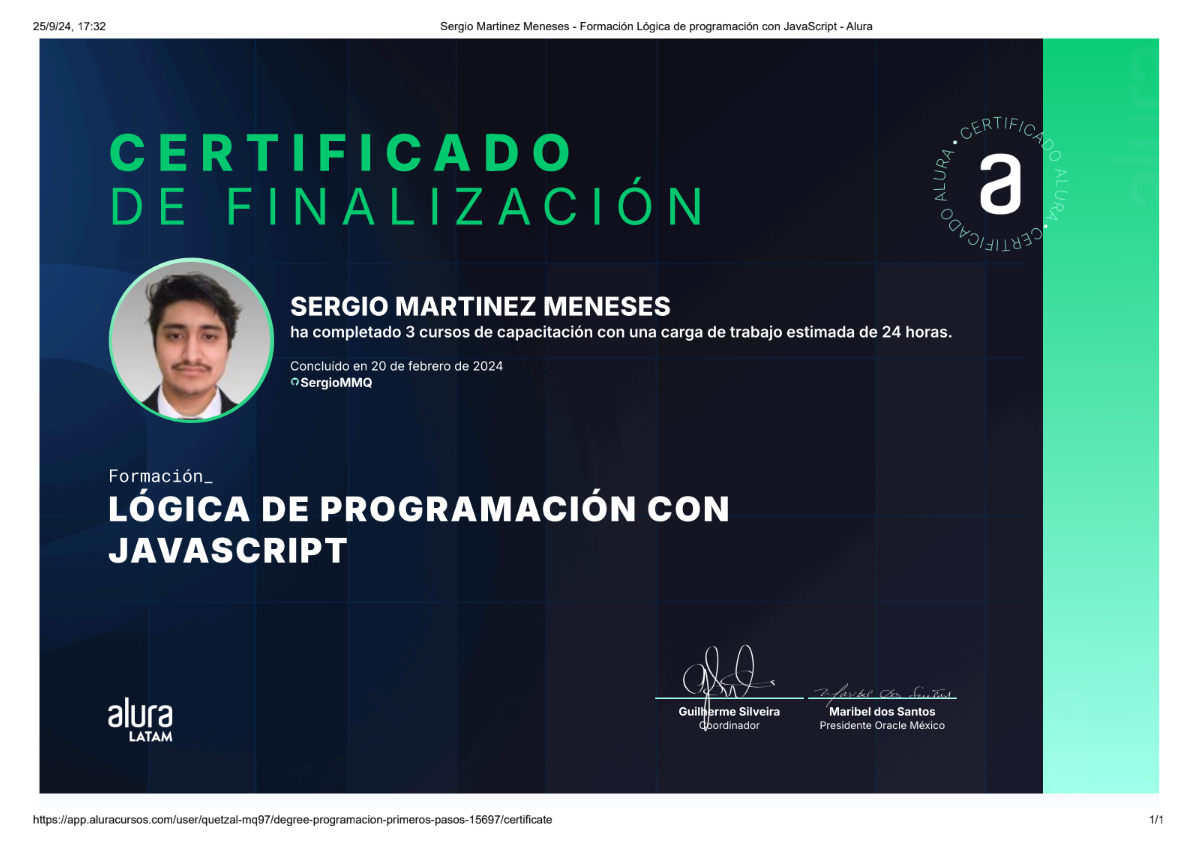 25/9/24, 17:32
Sergio Martinez Meneses - Formación Lógica de programación con JavaScript - Alura
CERTIFICADO
DE FINALIZACIÓN
CERTIFICADO ALURA • CERTIFICADO ALURA •
a
SERGIO MARTINEZ MENESES
ha completado 3 cursos de capacitación con una carga de trabajo estimada de 24 horas.
Concluído en 20 de febrero de 2024
SergioMMQ
Formación_
LÓGICA DE PROGRAMACIÓN CON
JAVASCRIPT
alura
LATAM
Maribel dos Santos
Guilherme Silveira
Coordinador
Maribel dos Santos
Presidente Oracle México
https://app.aluracursos.com/user/quetzal-mq97/degree-programacion-primeros-pasos-15697/certificate
1/1